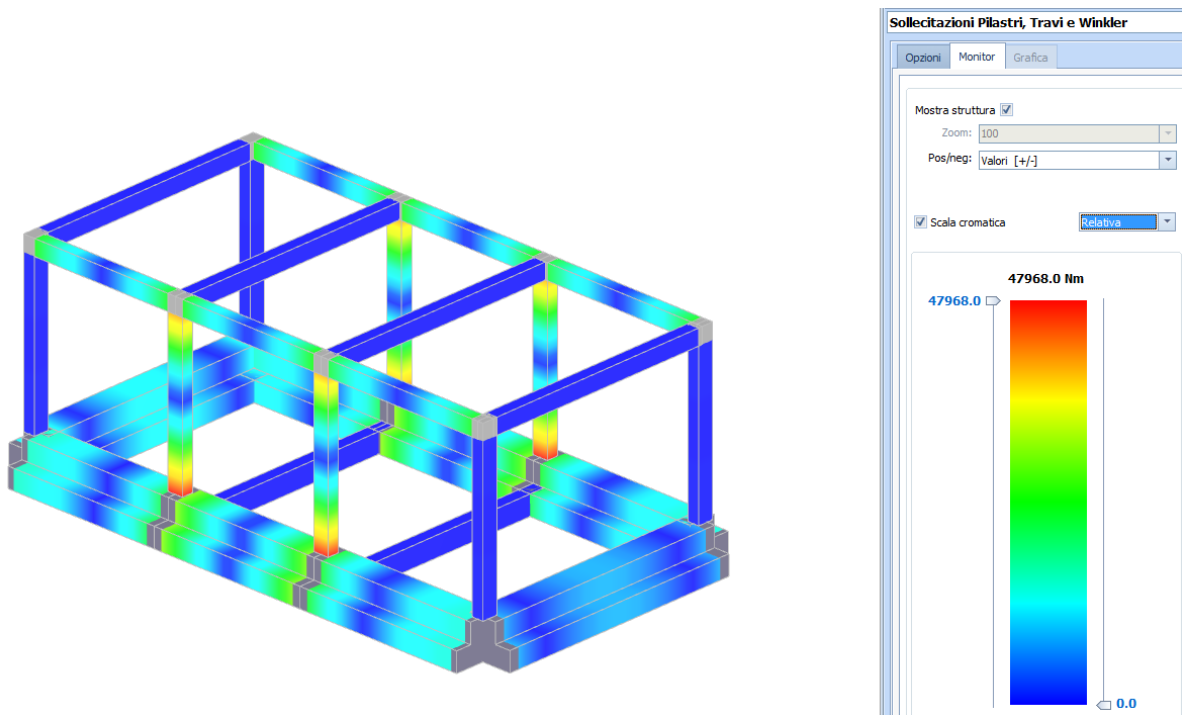 Sollecitazioni Pilastri, Travi e Winkler
Opzioni Monitor Grafica
Mostra struttura
Zoom: 100
Pos/neg: Valori [+/-]
Scala cromatica Relativa
47968.0 Nm
47968.0
0.0